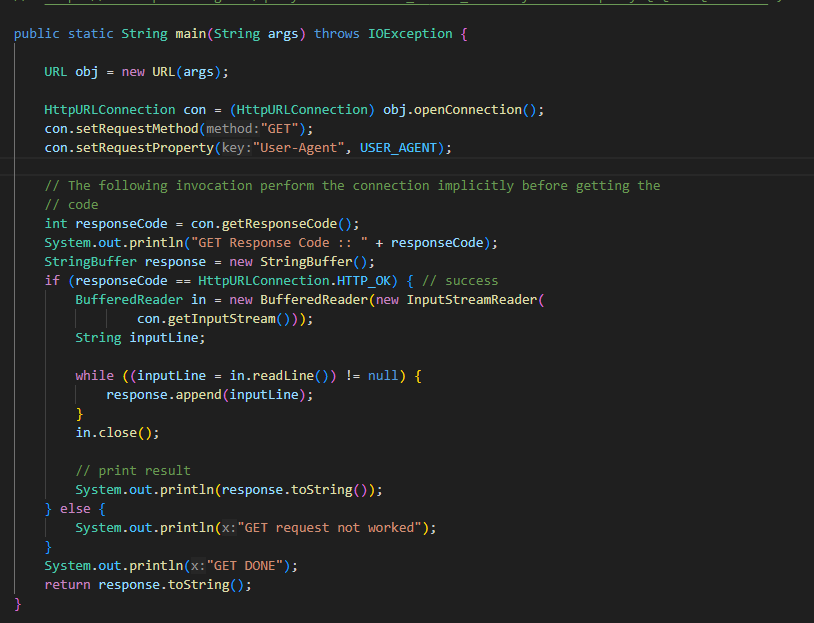 public static String main(String args) throws IOException {
URL obj = new URL(args);
HttpURLConnection con = (HttpURLConnection) obj.openConnection();
con.setRequestMethod(method:"GET");
con.setRequestProperty(key:"User-Agent", USER_AGENT);
// The following invocation perform the connection implicitly before getting the
// code
int responseCode = con.getResponseCode();
System.out.println("GET Response Code :: " + responseCode);
StringBuffer response = new StringBuffer();
if (responseCode == HttpURLConnection.HTTP_OK) { // success
BufferedReader in = new BufferedReader(new InputStreamReader(
con.getInputStream()));
String inputLine;
while ((inputLine = in.readLine()) != null) {
response.append(inputLine);
}
in.close();
// print result
System.out.println(response.toString());
} else {
System.out.println(x:"GET request not worked");
}
System.out.println(x:"GET DONE");
return response.toString();
}